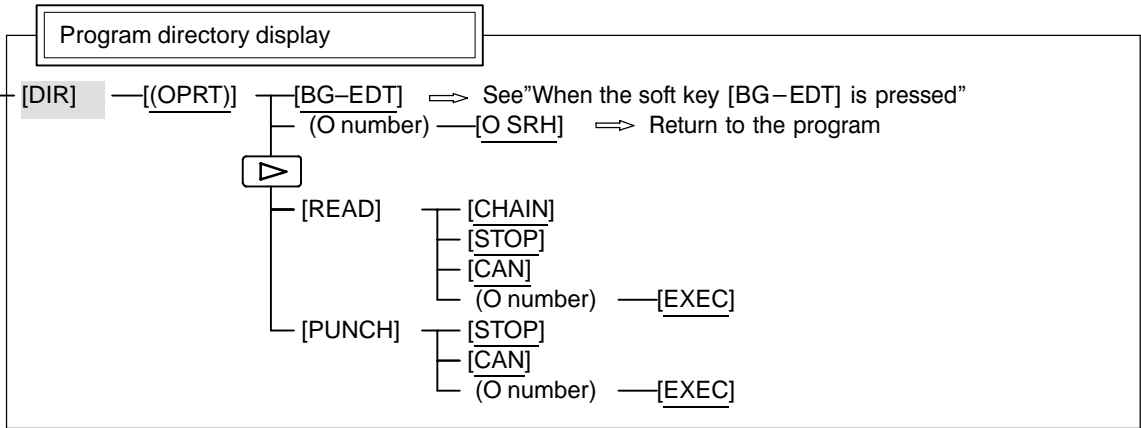 Program directory display
[DIR] [(OPRT)] [BG–EDT] See"When the soft key [BG–EDT] is pressed"
(O number) [O SRH] Return to the program
[READ] [CHAIN]
[STOP]
[CAN]
(O number) [EXEC]
[PUNCH] [STOP]
[CAN]
(O number) [EXEC]